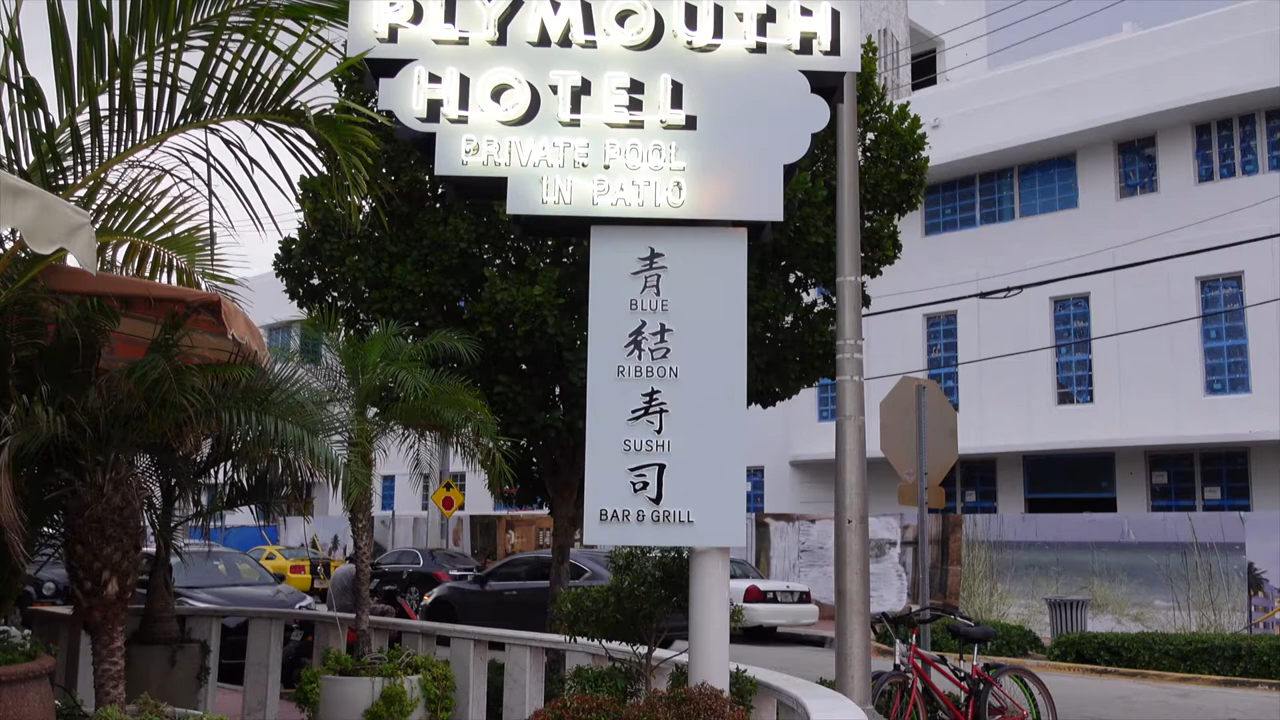 PLYMOUTH
HOTEL
PRIVATE POOL
IN PATIO
青
BLUE
結
RIBBON
寿
SUSHI
司
BAR & GRILL